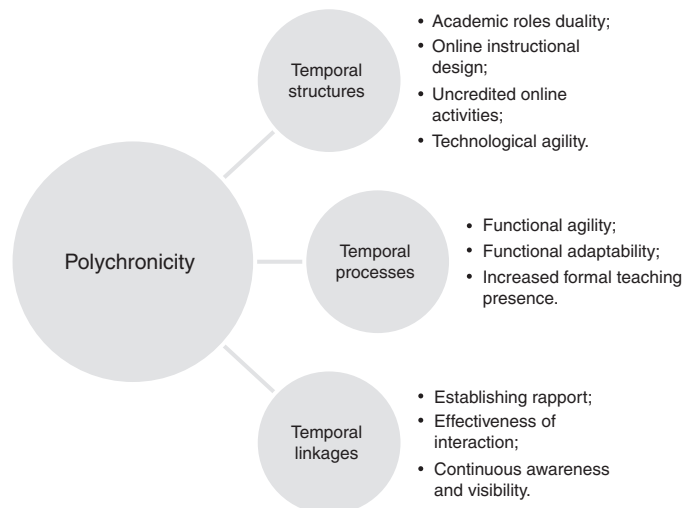 Polychronicity
Temporal
structures
• Academic roles duality;
• Online instructional
design;
• Uncredited online
activities;
• Technological agility.
Temporal
processes
• Functional agility;
• Functional adaptability;
• Increased formal teaching
presence.
Temporal
linkages
• Establishing rapport;
• Effectiveness of
interaction;
• Continuous awareness
and visibility.